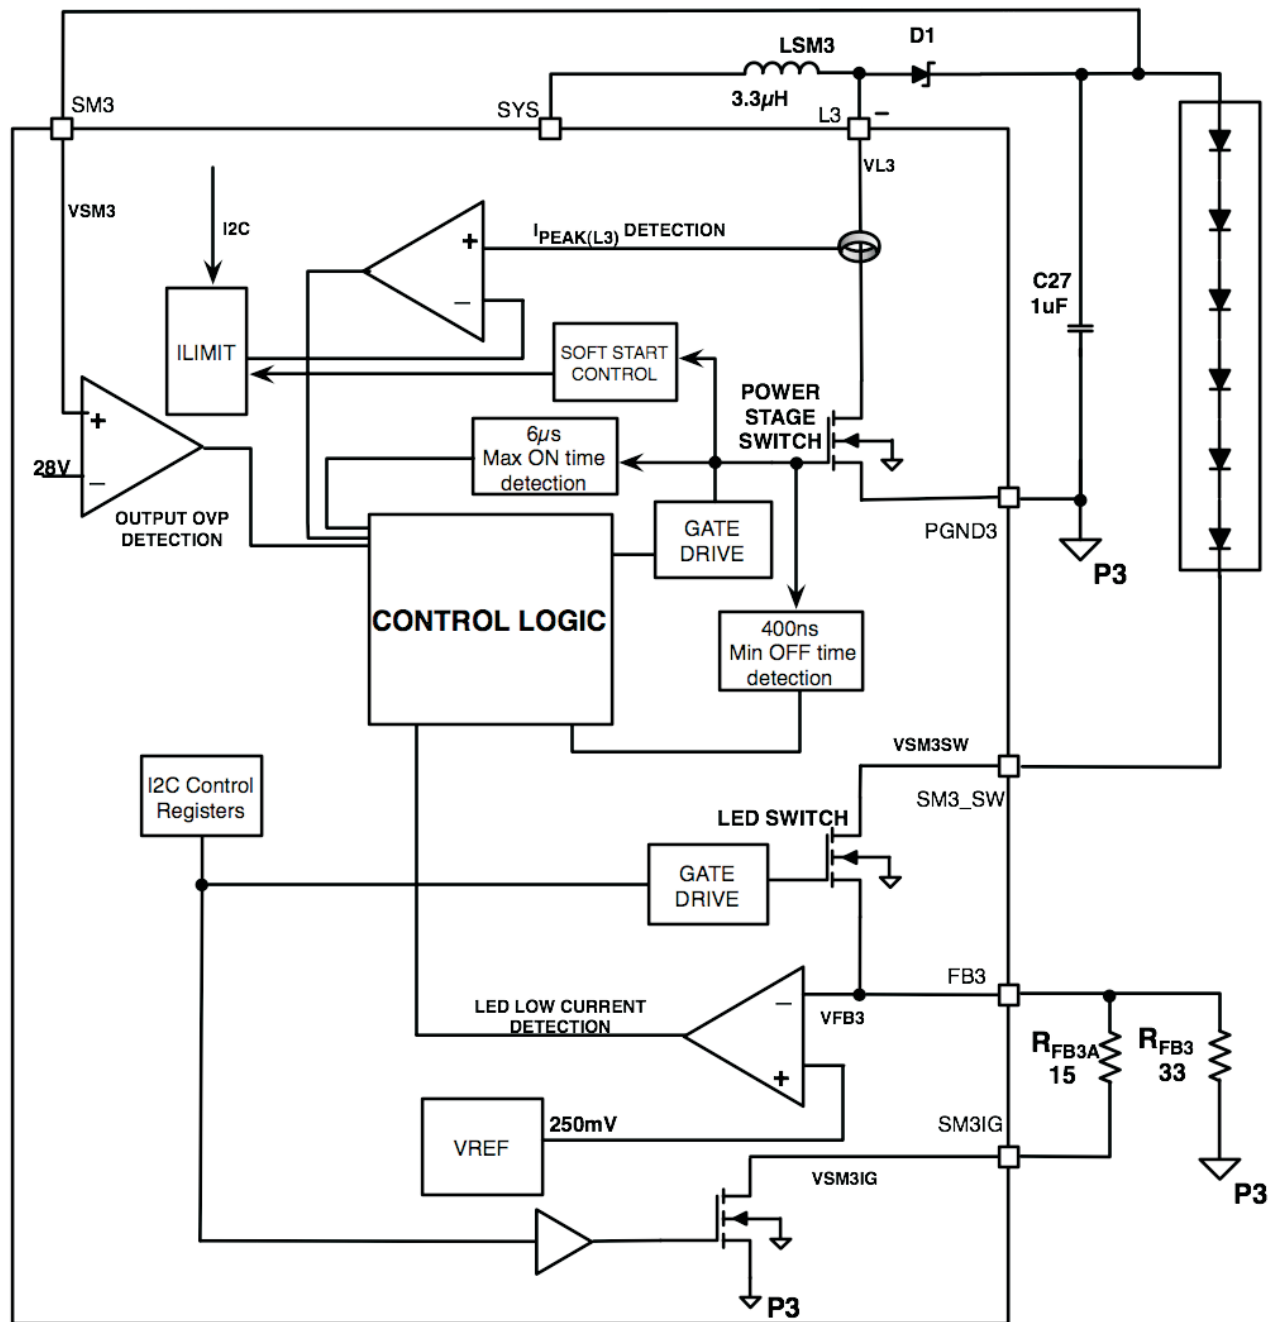 D1
LSM3
3.3µH
SM3
SYS
L3
−
VL3
VSM3
I2C
IPEAK(L3) DETECTION
+
−
C27
1uF
ILIMIT
SOFT START
CONTROL
POWER
STAGE
SWITCH
+
28V
−
6µs
Max ON time
detection
OUTPUT OVP
DETECTION
GATE
DRIVE
PGND3
P3
CONTROL LOGIC
400ns
Min OFF time
detection
VSM3SW
I2C Control
Registers
SM3_SW
LED SWITCH
GATE
DRIVE
FB3
LED LOW CURRENT
DETECTION
−
VFB3
+
RFB3A
15
RFB3
33
250mV
SM3IG
VREF
VSM3IG
P3
P3